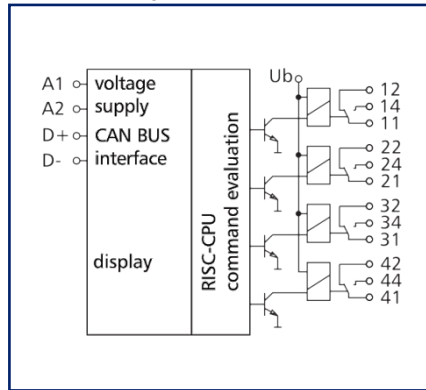 Ub
A1 voltage
A2 supply
D+ CAN BUS
D- interface
display
RISC-CPU
command evaluation
12
14
11
22
24
21
32
34
31
42
44
41